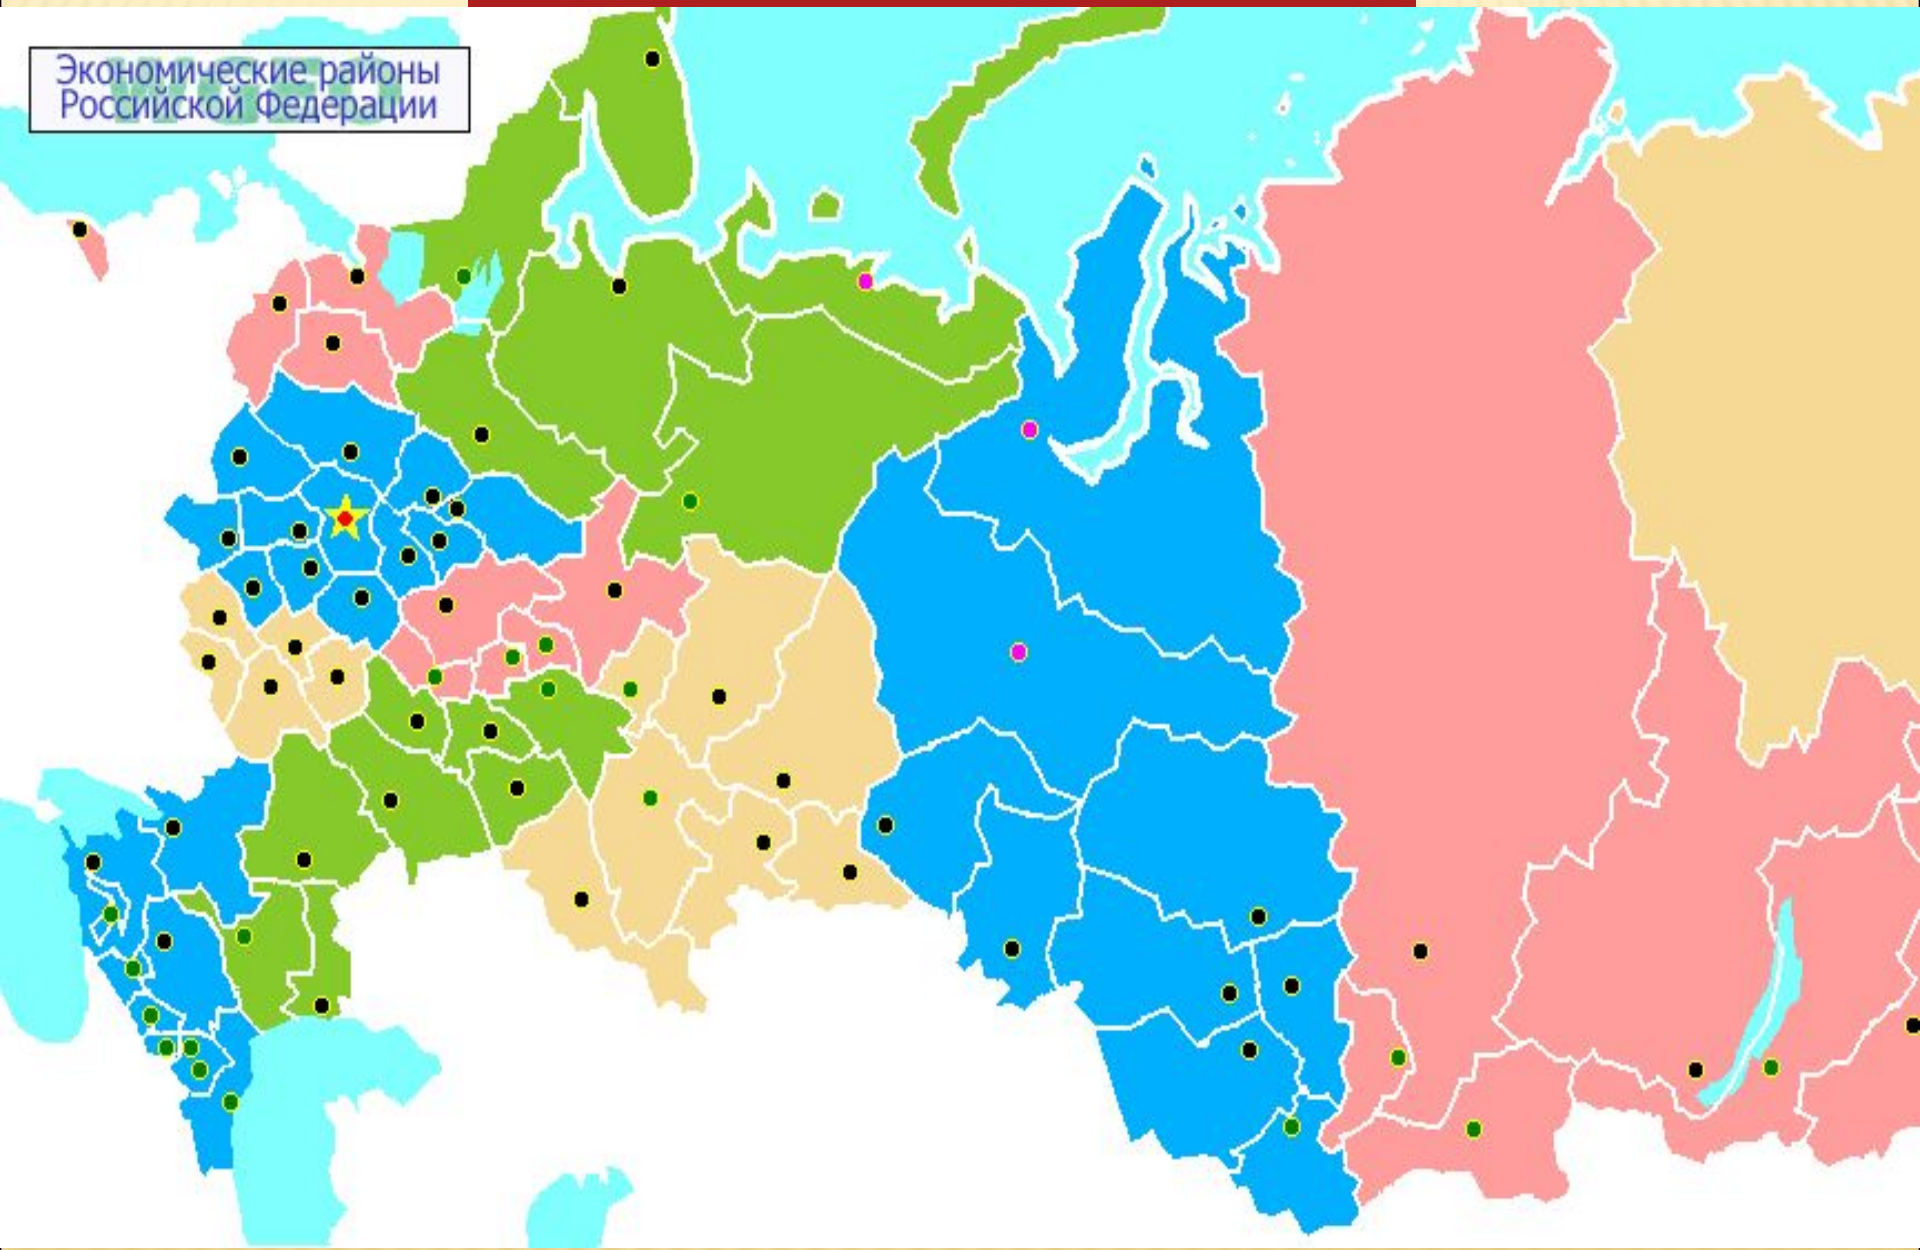 Экономические районы
Российской Федерации